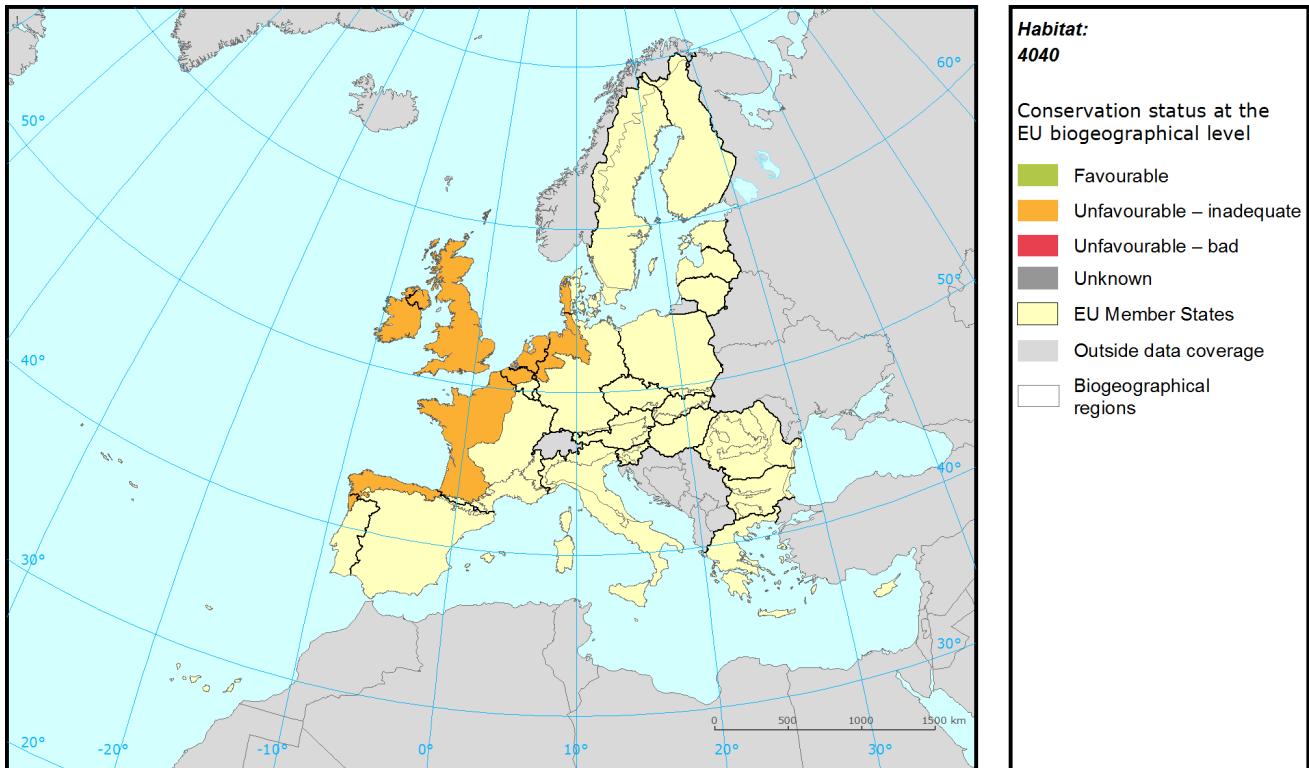 60°
50°
50°
40°
40°
30°
30°
20°
-20°
-10°
0°
10°
20°
30°
0
500
1000
1500 km
Habitat:
4040
Conservation status at the
EU biogeographical level
Favourable
Unfavourable – inadequate
Unfavourable – bad
Unknown
EU Member States
Outside data coverage
Biogeographical
regions